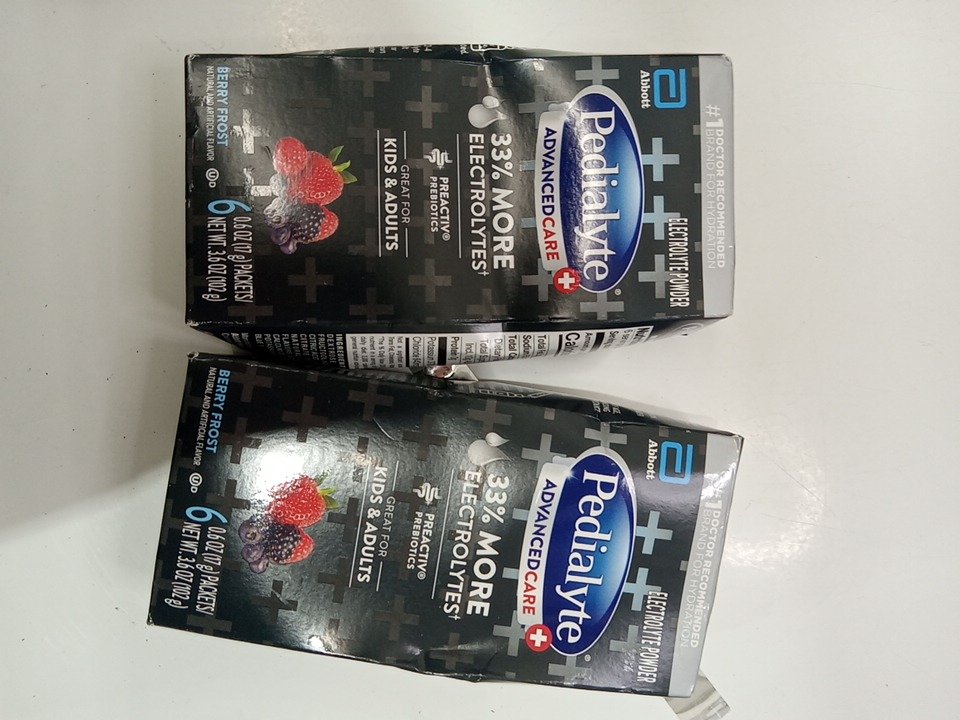 #1 DOCTOR RECOMMENDED
BRAND FOR HYDRATION
Abbott
ELECTROLYTE POWDER
Pedialyte®
ADVANCEDCARE
33% MORE
ELECTROLYTES†
PREACTIV®
PREBIOTICS
GREAT FOR
KIDS & ADULTS
BERRY FROST
NATURAL AND ARTIFICIAL FLAVOR
UD
6 0.6 OZ (17 g) PACKETS/
NET WT. 3.6 OZ (102 g)
#1 DOCTOR RECOMMENDED
BRAND FOR HYDRATION
Abbott
ELECTROLYTE POWDER
Pedialyte®
ADVANCEDCARE
33% MORE
ELECTROLYTES†
PREACTIV®
PREBIOTICS
GREAT FOR
KIDS & ADULTS
BERRY FROST
NATURAL AND ARTIFICIAL FLAVOR
UD
6 0.6 OZ (17 g) PACKETS/
NET WT. 3.6 OZ (102 g)